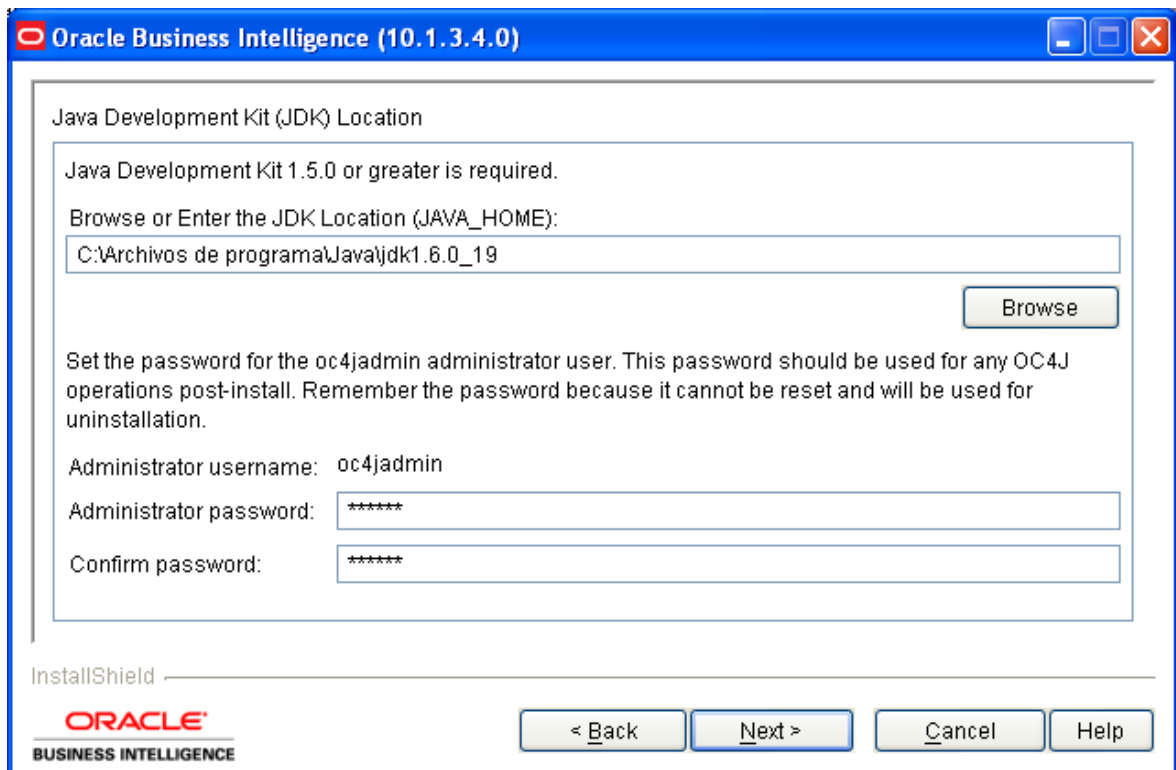 Oracle Business Intelligence (10.1.3.4.0)
Java Development Kit (JDK) Location
Java Development Kit 1.5.0 or greater is required.
Browse or Enter the JDK Location (JAVA_HOME):
C:\Archivos de programa\Java\jdk1.6.0_19
Browse
Set the password for the oc4jadmin administrator user. This password should be used for any OC4J
operations post-install. Remember the password because it cannot be reset and will be used for
uninstallation.
Administrator username: oc4jadmin
Administrator password: ******
Confirm password: ******
InstallShield
ORACLE
BUSINESS INTELLIGENCE
< Back Next > Cancel Help